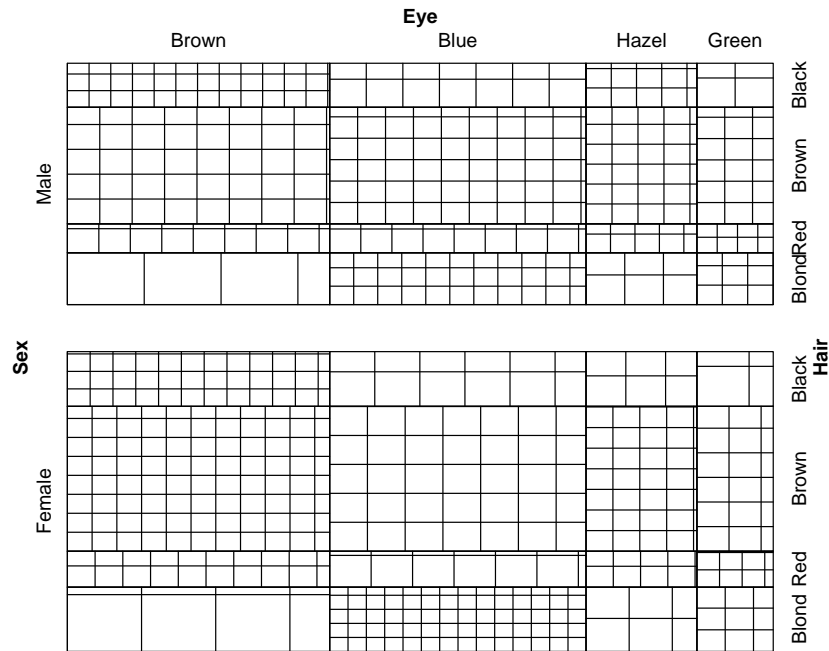 Eye
Brown Blue Hazel Green
Male
Black
Brown
Red
Blond
Sex
Hair
Female
Black
Brown
Red
Blond